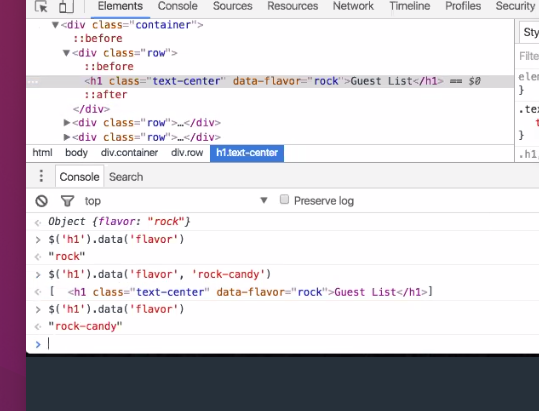 Elements Console Sources Resources Network Timeline Profiles Security
▼<div class="container">
::before
▼<div class="row">
::before
...
<h1 class="text-center" data-flavor="rock">Guest List</h1> == $0
::after
</div>
▶<div class="row">…</div>
▶<div class="row">…</div>
Sty
Filte
elem
}
.te
t
}
.h1,
html body div.container div.row h1.text-center
Console Search
top Preserve log
Object {flavor: "rock"}
> $('h1').data('flavor')
"rock"
> $('h1').data('flavor', 'rock-candy')
[ <h1 class="text-center" data-flavor="rock">Guest List</h1>]
> $('h1').data('flavor')
"rock-candy"
>